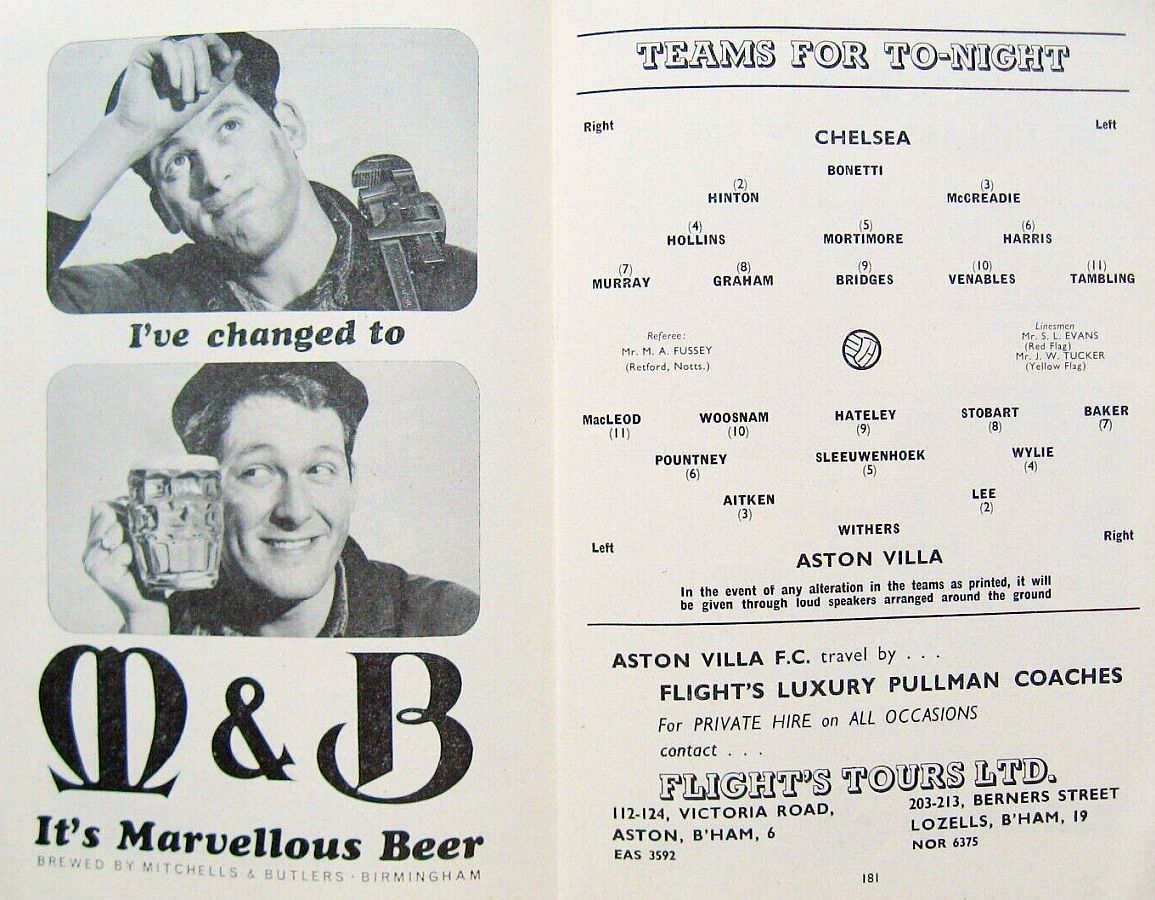 I've changed to
M & B
It's Marvellous Beer
BREWED BY MITCHELLS & BUTLERS · BIRMINGHAM
TEAMS FOR TO-NIGHT
Right Left
CHELSEA
BONETTI
(2) (3)
HINTON McCREADIE
(4) (5) (6)
HOLLINS MORTIMORE HARRIS
(7) (8) (9) (10) (11)
MURRAY GRAHAM BRIDGES VENABLES TAMBLING
Referee:
Mr. M. A. FUSSEY
(Retford, Notts.)
Linesmen
Mr. S. L. EVANS
(Red Flag)
Mr. J. W. TUCKER
(Yellow Flag)
MacLEOD WOOSNAM HATELEY STOBART BAKER
(11) (10) (9) (8) (7)
POUNTNEY SLEEUWENHOEK WYLIE
(6) (5) (4)
AITKEN LEE
(3) (2)
WITHERS
Left Right
ASTON VILLA
In the event of any alteration in the teams as printed, it will
be given through loud speakers arranged around the ground
ASTON VILLA F.C. travel by . . .
FLIGHT'S LUXURY PULLMAN COACHES
For PRIVATE HIRE on ALL OCCASIONS
contact . . .
FLIGHT'S TOURS LTD.
112-124, VICTORIA ROAD,
ASTON, B'HAM, 6
EAS 3592
203-213, BERNERS STREET
LOZELLS, B'HAM, 19
NOR 6375
181